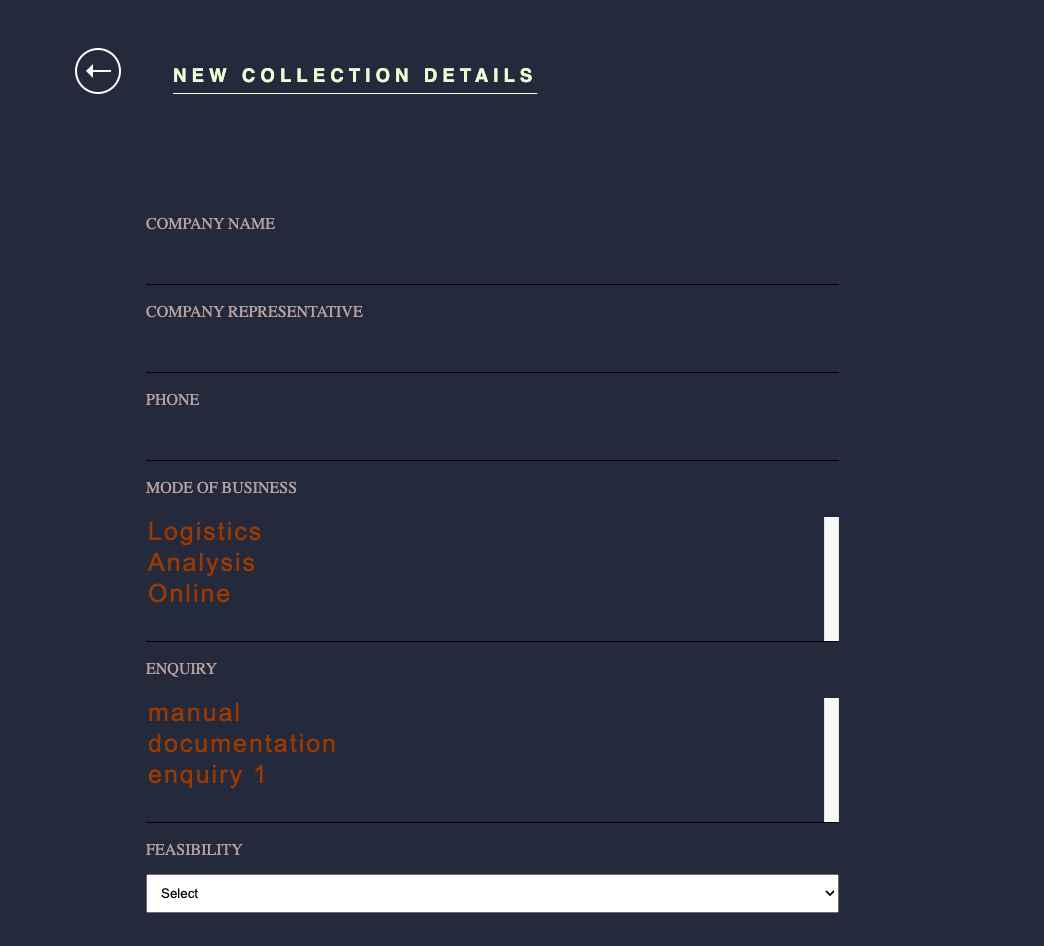 NEW COLLECTION DETAILS
COMPANY NAME
COMPANY REPRESENTATIVE
PHONE
MODE OF BUSINESS
Logistics
Analysis
Online
ENQUIRY
manual
documentation
enquiry 1
FEASIBILITY
Select